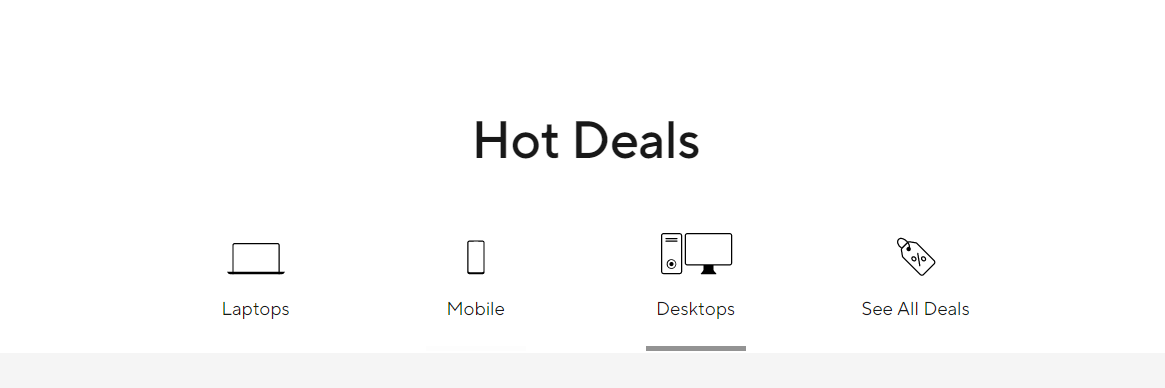 Hot Deals
Laptops
Mobile
Desktops
%
See All Deals